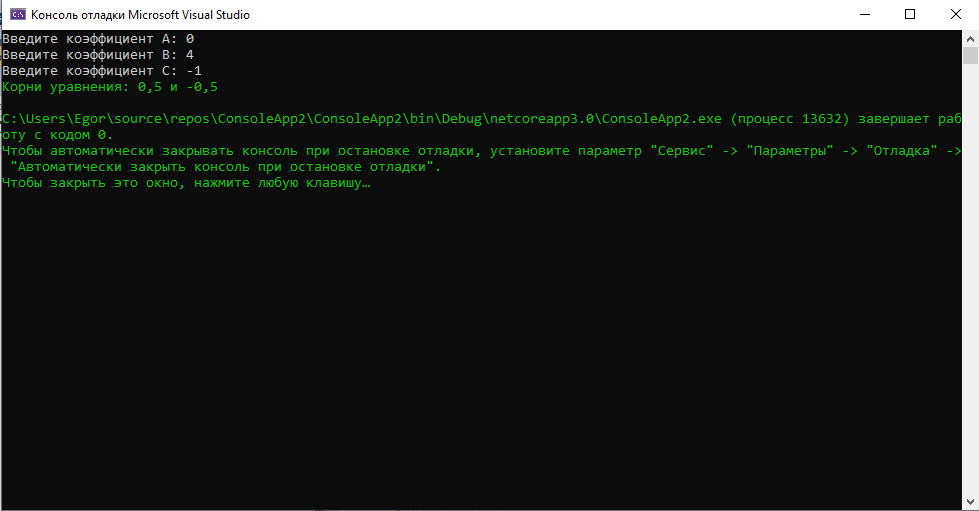 Консоль отладки Microsoft Visual Studio
Введите коэффициент A: 0
Введите коэффициент B: 4
Введите коэффициент C: -1
Корни уравнения: 0,5 и -0,5
C:\Users\Egor\source\repos\ConsoleApp2\ConsoleApp2\bin\Debug\netcoreapp3.0\ConsoleApp2.exe (процесс 13632) завершает раб
оту с кодом 0.
Чтобы автоматически закрывать консоль при остановке отладки, установите параметр "Сервис" -> "Параметры" -> "Отладка" ->
"Автоматически закрыть консоль при остановке отладки".
Чтобы закрыть это окно, нажмите любую клавишу…